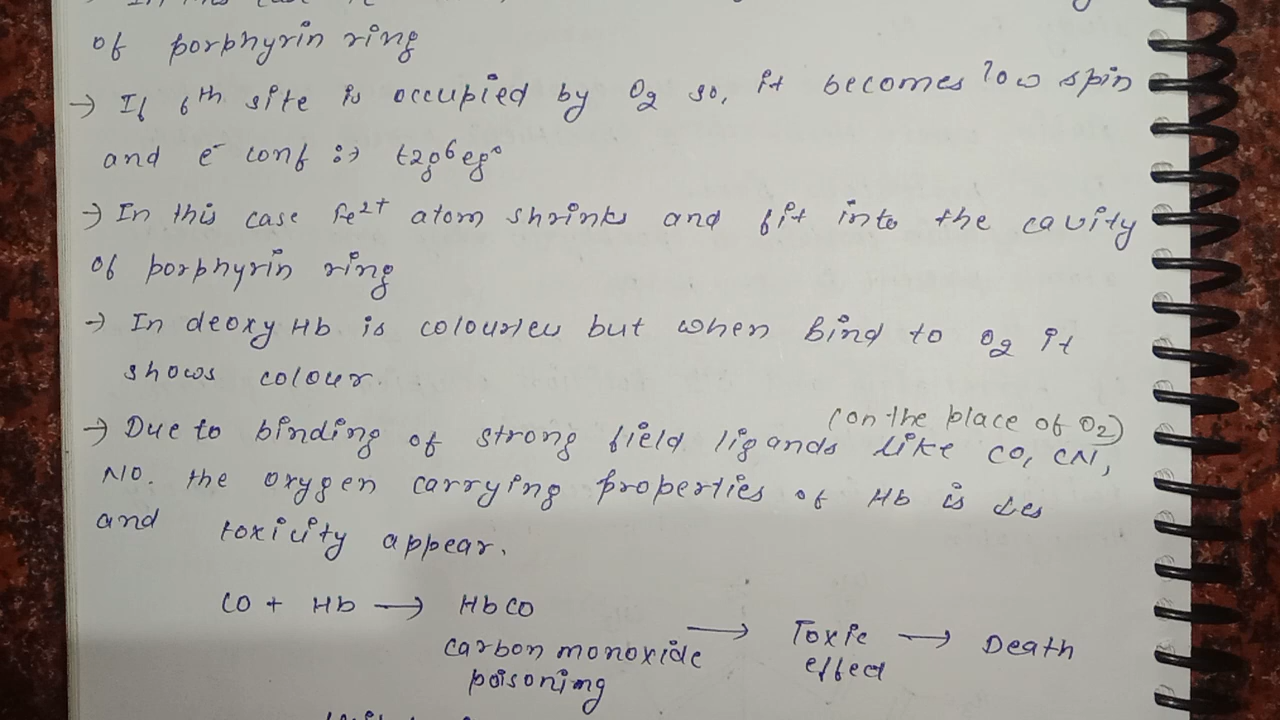 of porphyrin ring
→ If 6th site is occupied by O2 so, it becomes low spin
and e⁻ conf :→ t2g⁶eg⁰
→ In this case Fe²⁺ atom shrinks and fit into the cavity
of porphyrin ring
→ In deoxy Hb is colourless but when bind to O2 it
shows colour.
(on the place of O2)
→ Due to binding of strong field ligands like CO, CN,
NO. the oxygen carrying properties of Hb is des
and toxicity appear.
CO + Hb → HbCO
carbon monoxide → Toxic → Death
poisoning effect